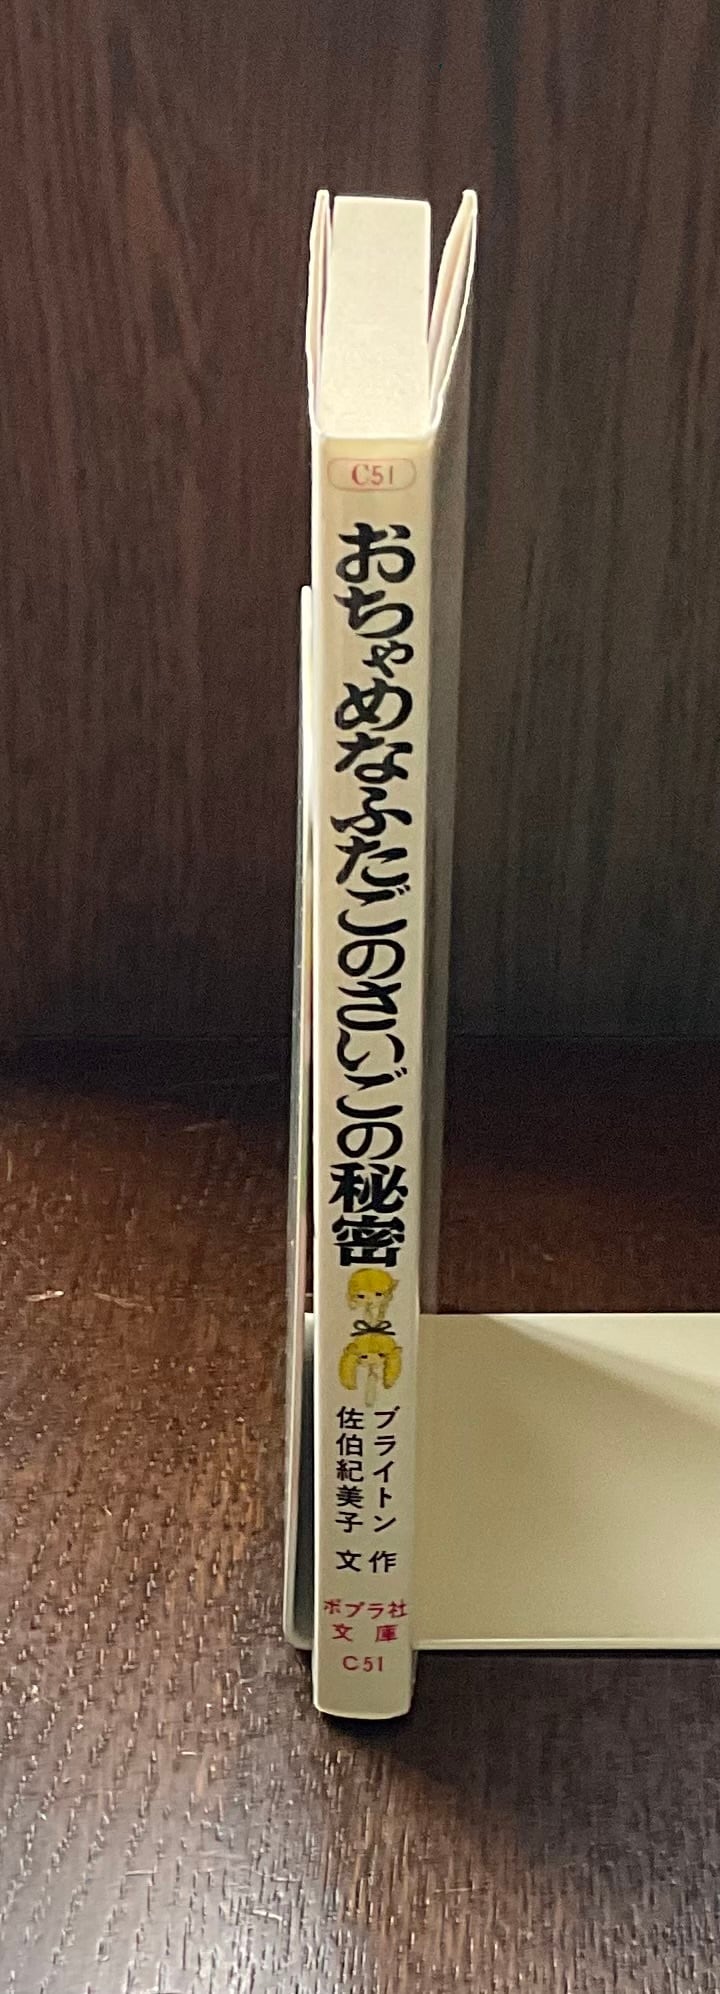 C51
おちゃめなふたごのさいごの秘密
ブライトン 作
佐伯紀美子 文
ポプラ社
文庫
C51